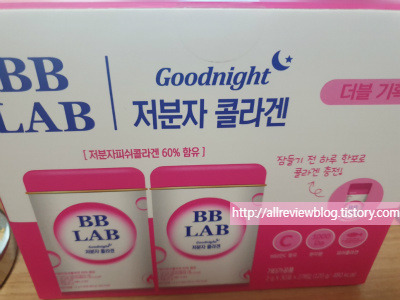 BB
LAB
Goodnight
저분자 콜라겐
더블 기획
[ 저분자피쉬콜라겐 60% 함유 ]
잠들기 전 하루 한포로
콜라겐 충전!
BB
LAB
Goodnight
저분자 콜라겐
BB
LAB
Goodnight
저분자 콜라겐
http://allreviewblog.tistory.com
C